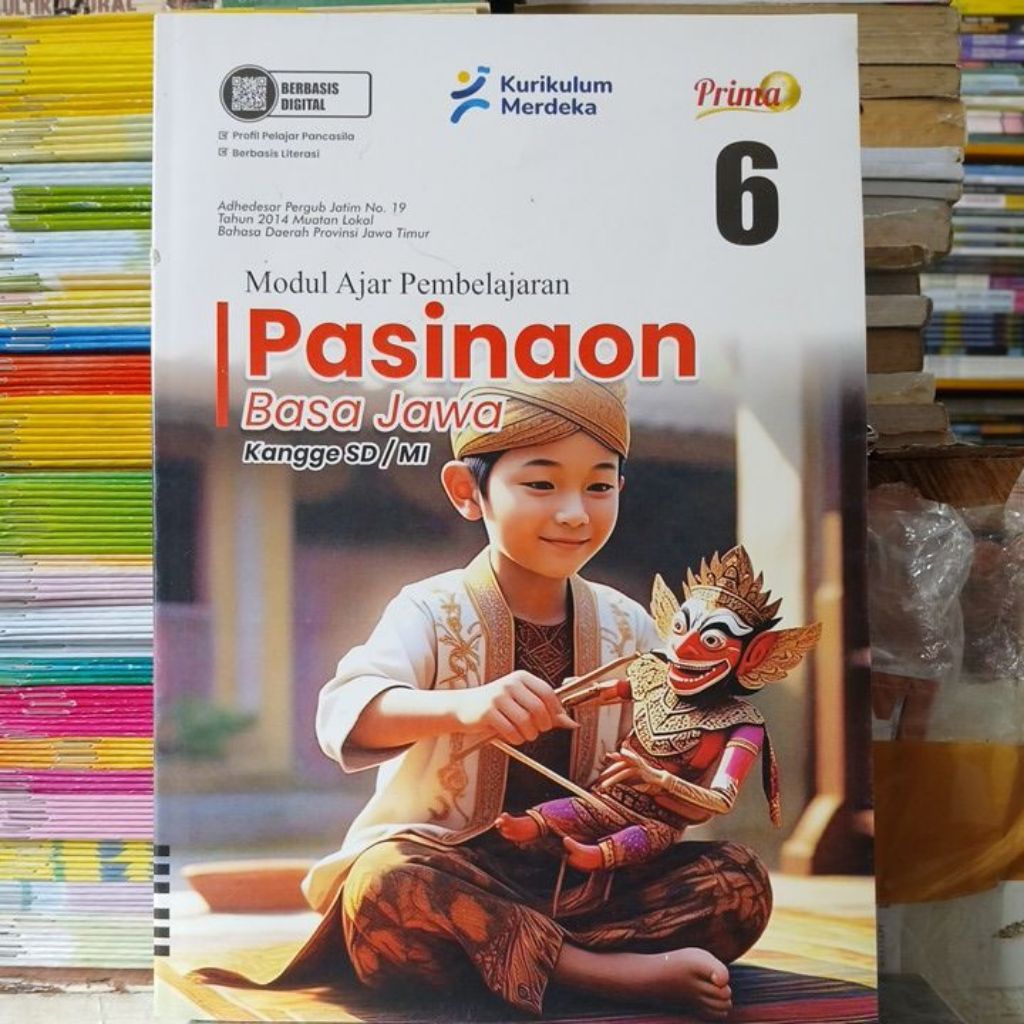 BERBASIS
DIGITAL
Profil Pelajar Pancasila
Berbasis Literasi
Kurikulum
Merdeka
Prima
6
Adhedesar Pergub Jatim No. 19
Tahun 2014 Muatan Lokal
Bahasa Daerah Provinsi Jawa Timur
Modul Ajar Pembelajaran
Pasinaon
Basa Jawa
Kangge SD / MI